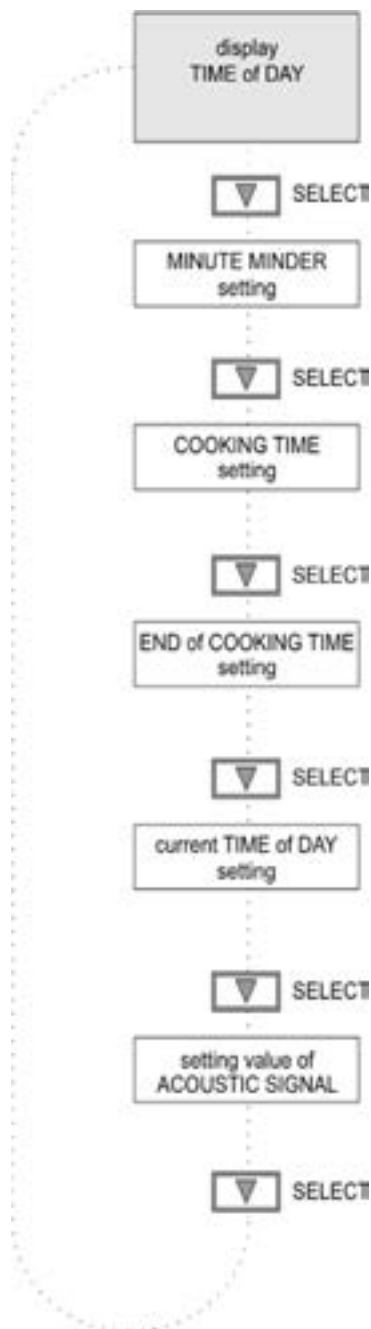 display
TIME of DAY
SELECT
MINUTE MINDER
setting
SELECT
COOKING TIME
setting
SELECT
END of COOKING TIME
setting
SELECT
current TIME of DAY
setting
SELECT
setting value of
ACOUSTIC SIGNAL
SELECT